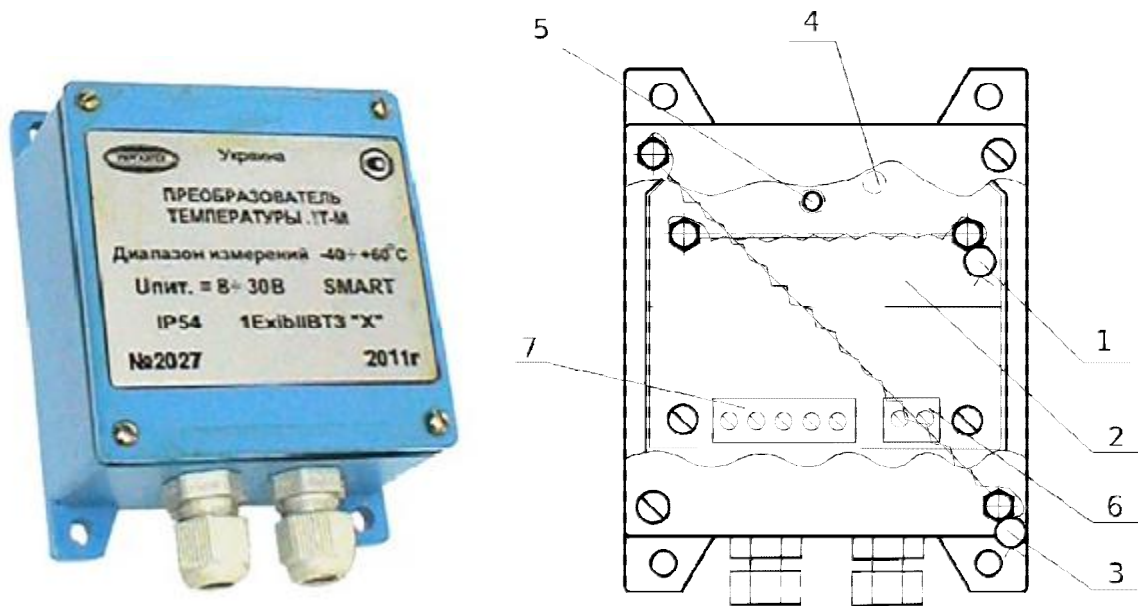 Украина
ПРЕОБРАЗОВАТЕЛЬ
ТЕМПЕРАТУРЫ .ІТ-М
Диапазон измерений -40÷ +60°С
Uпит. = 8÷ 30В SMART
IP54 1ExibIIBT3 "X"
№2027 2011г
5
4
7
1
2
6
3